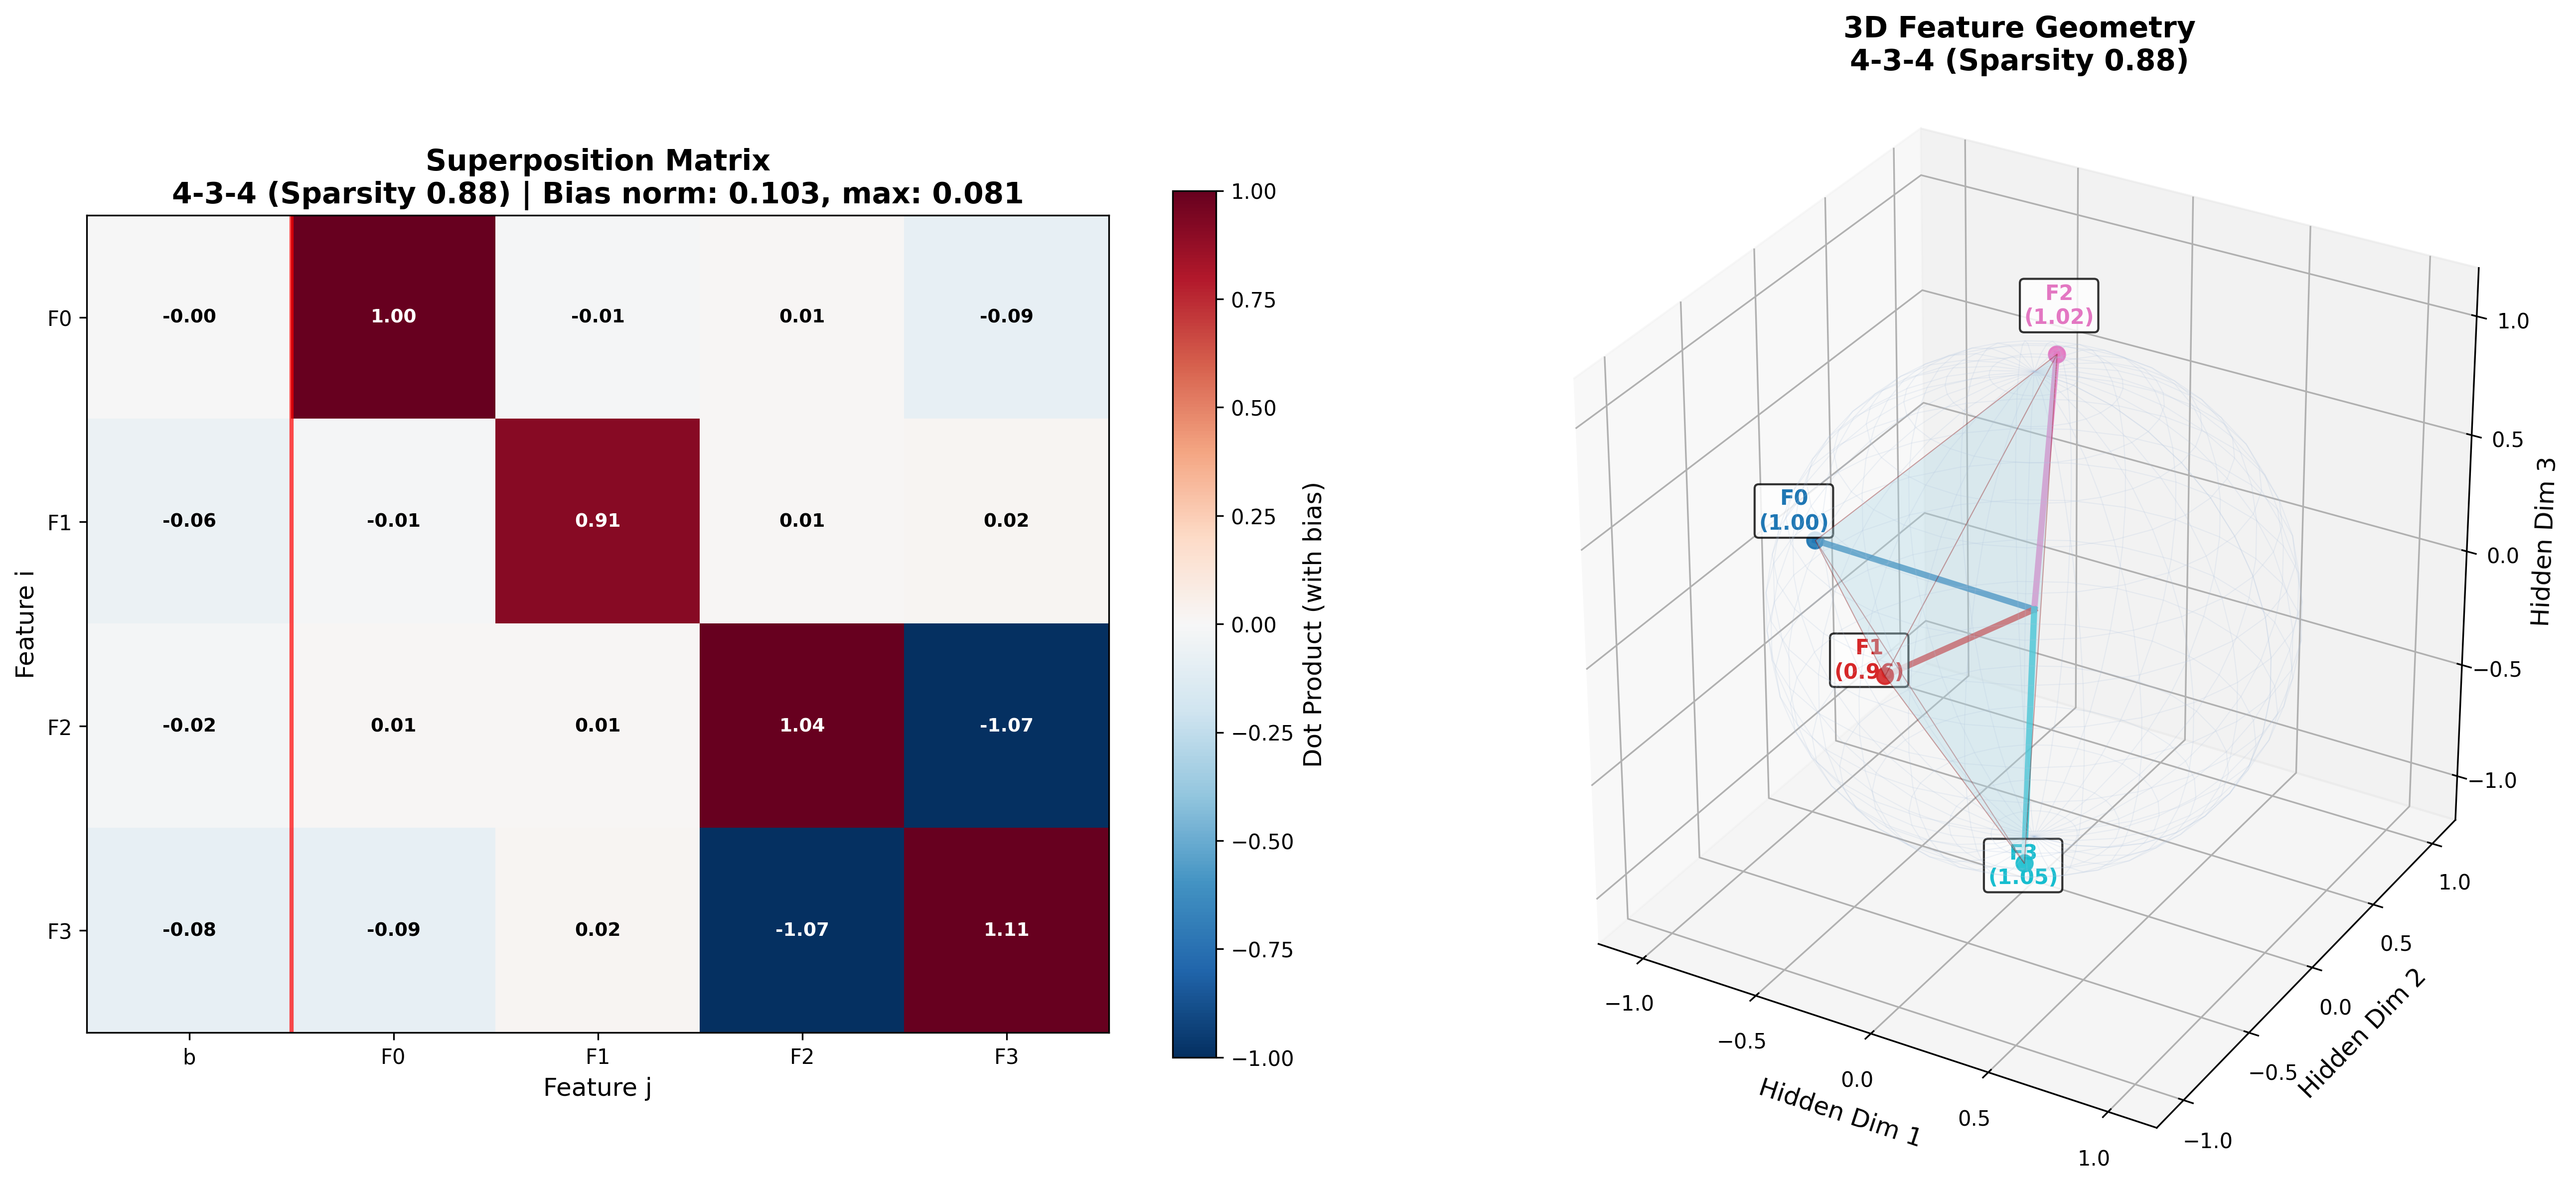 Superposition Matrix
4-3-4 (Sparsity 0.88) | Bias norm: 0.103, max: 0.081
Feature i
F0
-0.00
1.00
-0.01
0.01
-0.09
F1
-0.06
-0.01
0.91
0.01
0.02
F2
-0.02
0.01
0.01
1.04
-1.07
F3
-0.08
-0.09
0.02
-1.07
1.11
b
F0
F1
F2
F3
Feature j
1.00
0.75
0.50
0.25
0.00
−0.25
−0.50
−0.75
−1.00
Dot Product (with bias)
3D Feature Geometry
4-3-4 (Sparsity 0.88)
F2
(1.02)
F0
(1.00)
F1
(0.96)
F3
(1.05)
1.0
0.5
0.0
−0.5
−1.0
Hidden Dim 3
−1.0
−0.5
0.0
0.5
1.0
Hidden Dim 1
1.0
0.5
0.0
−0.5
−1.0
Hidden Dim 2